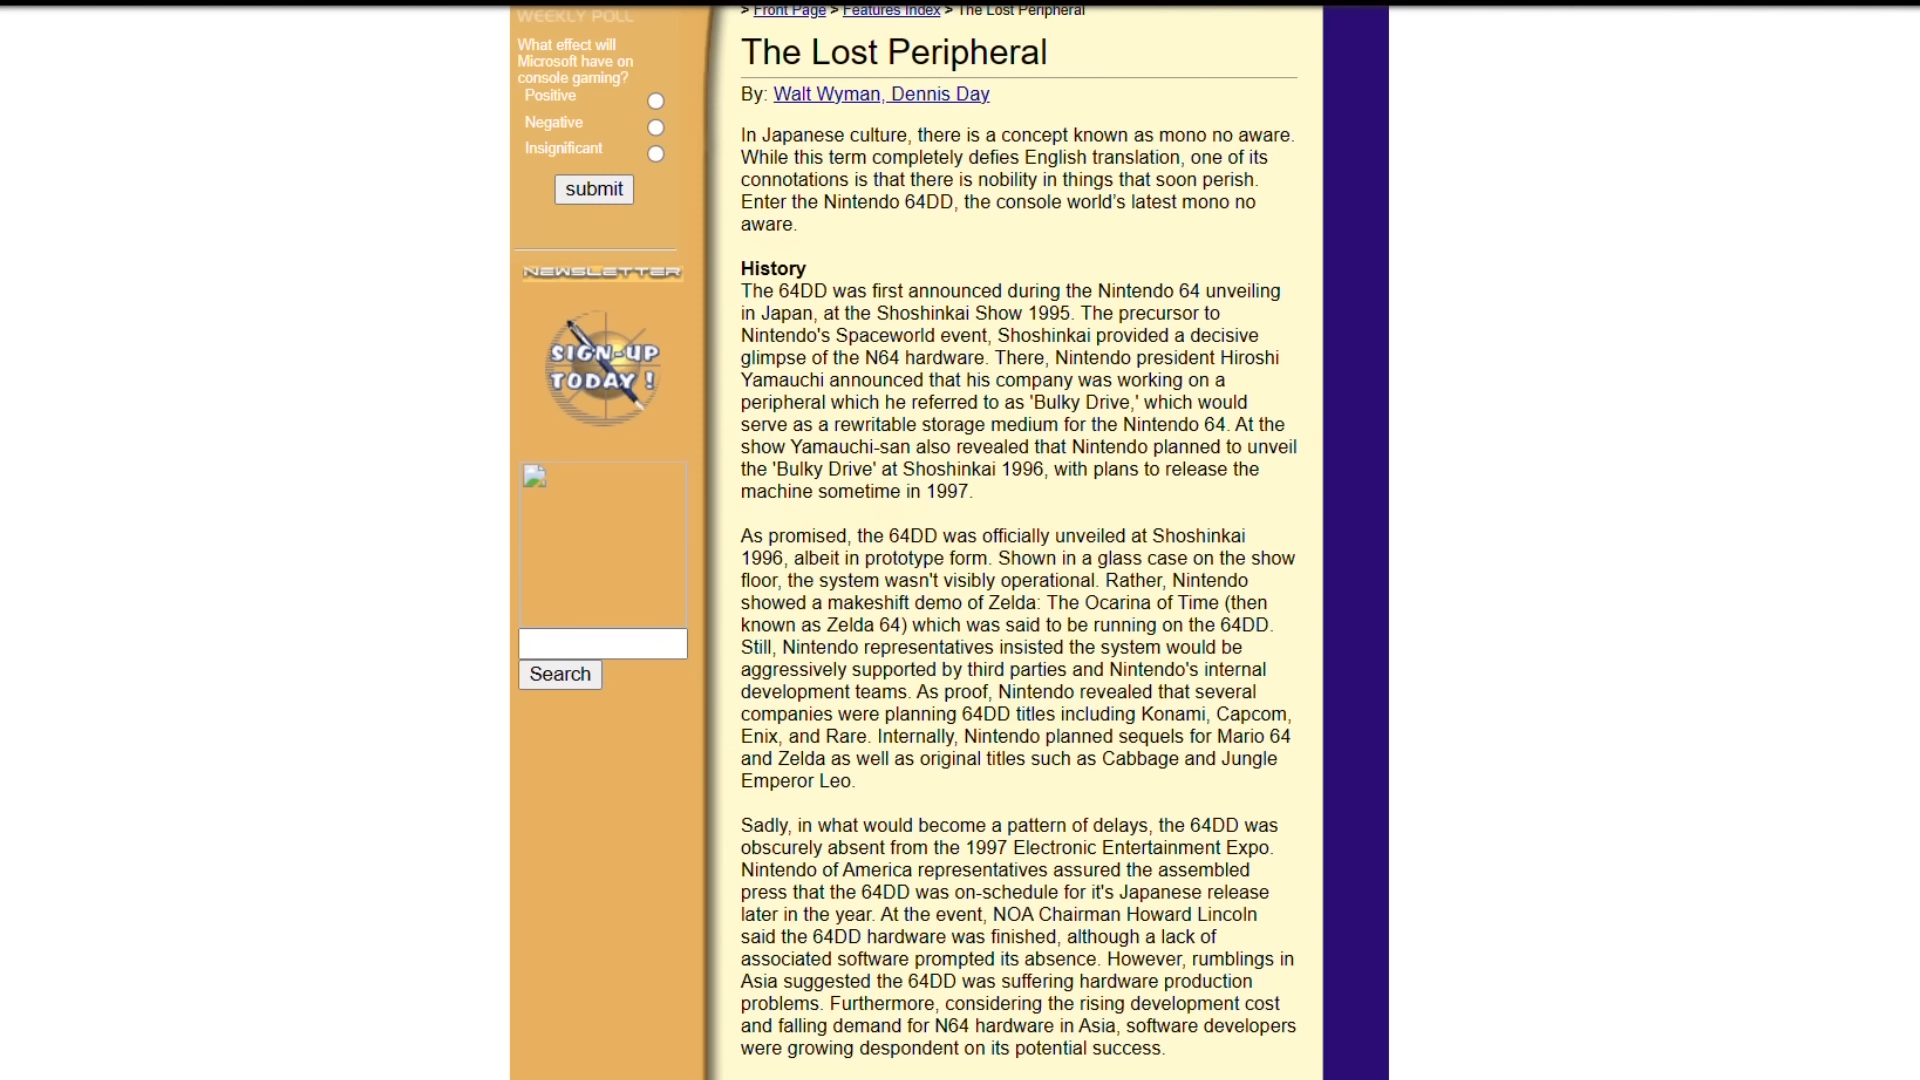 WEEKLY POLL
What effect will
Microsoft have on
console gaming?
Positive
Negative
Insignificant
submit
NEWSLETTER
SIGN-UP
TODAY !
Search
> Front Page > Features Index > The Lost Peripheral
The Lost Peripheral
By: Walt Wyman, Dennis Day
In Japanese culture, there is a concept known as mono no aware.
While this term completely defies English translation, one of its
connotations is that there is nobility in things that soon perish.
Enter the Nintendo 64DD, the console world's latest mono no
aware.
History
The 64DD was first announced during the Nintendo 64 unveiling
in Japan, at the Shoshinkai Show 1995. The precursor to
Nintendo's Spaceworld event, Shoshinkai provided a decisive
glimpse of the N64 hardware. There, Nintendo president Hiroshi
Yamauchi announced that his company was working on a
peripheral which he referred to as 'Bulky Drive,' which would
serve as a rewritable storage medium for the Nintendo 64. At the
show Yamauchi-san also revealed that Nintendo planned to unveil
the 'Bulky Drive' at Shoshinkai 1996, with plans to release the
machine sometime in 1997.
As promised, the 64DD was officially unveiled at Shoshinkai
1996, albeit in prototype form. Shown in a glass case on the show
floor, the system wasn't visibly operational. Rather, Nintendo
showed a makeshift demo of Zelda: The Ocarina of Time (then
known as Zelda 64) which was said to be running on the 64DD.
Still, Nintendo representatives insisted the system would be
aggressively supported by third parties and Nintendo's internal
development teams. As proof, Nintendo revealed that several
companies were planning 64DD titles including Konami, Capcom,
Enix, and Rare. Internally, Nintendo planned sequels for Mario 64
and Zelda as well as original titles such as Cabbage and Jungle
Emperor Leo.
Sadly, in what would become a pattern of delays, the 64DD was
obscurely absent from the 1997 Electronic Entertainment Expo.
Nintendo of America representatives assured the assembled
press that the 64DD was on-schedule for it's Japanese release
later in the year. At the event, NOA Chairman Howard Lincoln
said the 64DD hardware was finished, although a lack of
associated software prompted its absence. However, rumblings in
Asia suggested the 64DD was suffering hardware production
problems. Furthermore, considering the rising development cost
and falling demand for N64 hardware in Asia, software developers
were growing despondent on its potential success.